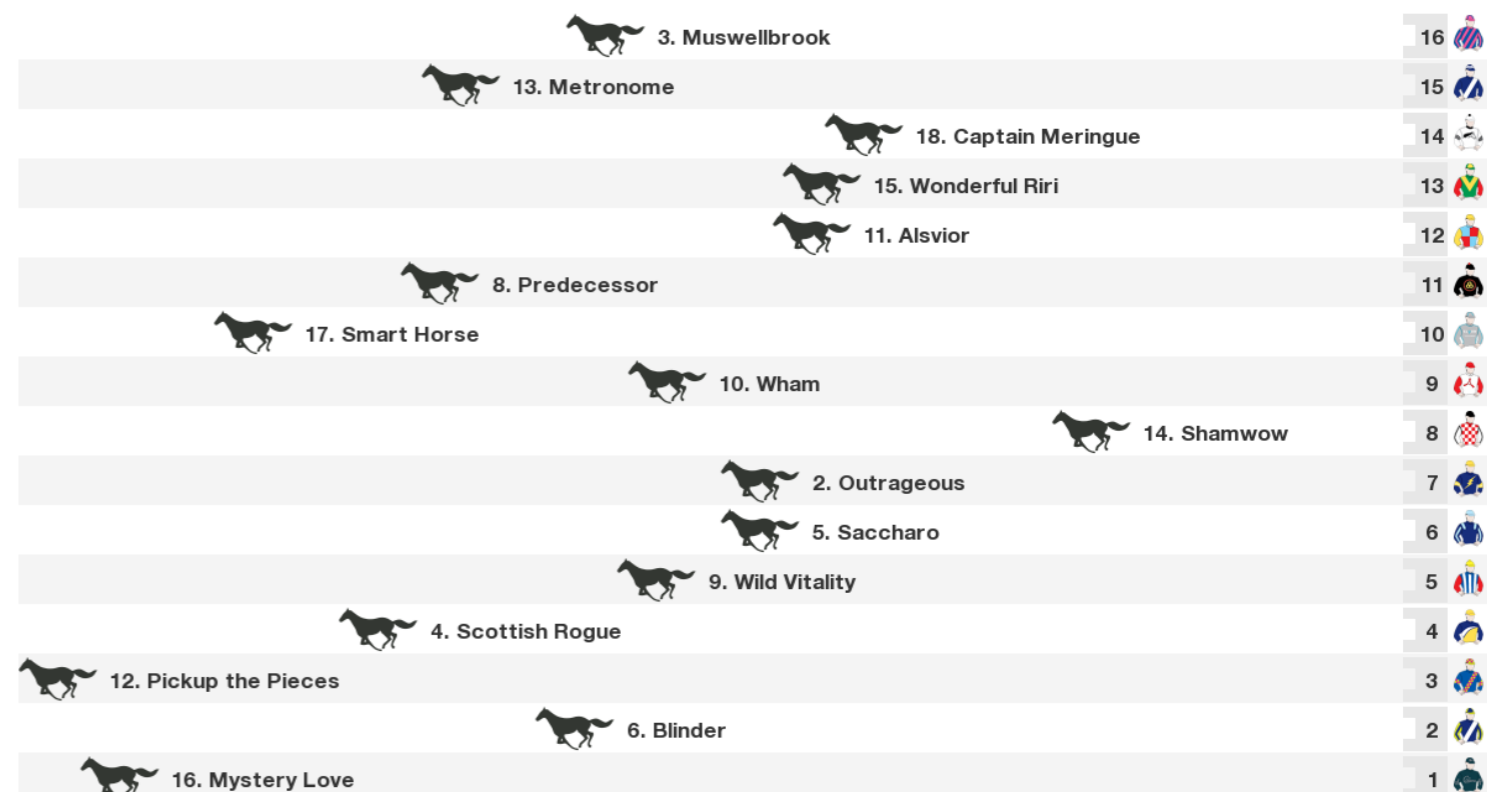 3. Muswellbrook 16
13. Metronome 15
18. Captain Meringue 14
15. Wonderful Riri 13
11. Alsvior 12
8. Predecessor 11
17. Smart Horse 10
10. Wham 9
14. Shamwow 8
2. Outrageous 7
5. Saccharo 6
9. Wild Vitality 5
4. Scottish Rogue 4
12. Pickup the Pieces 3
6. Blinder 2
16. Mystery Love 1